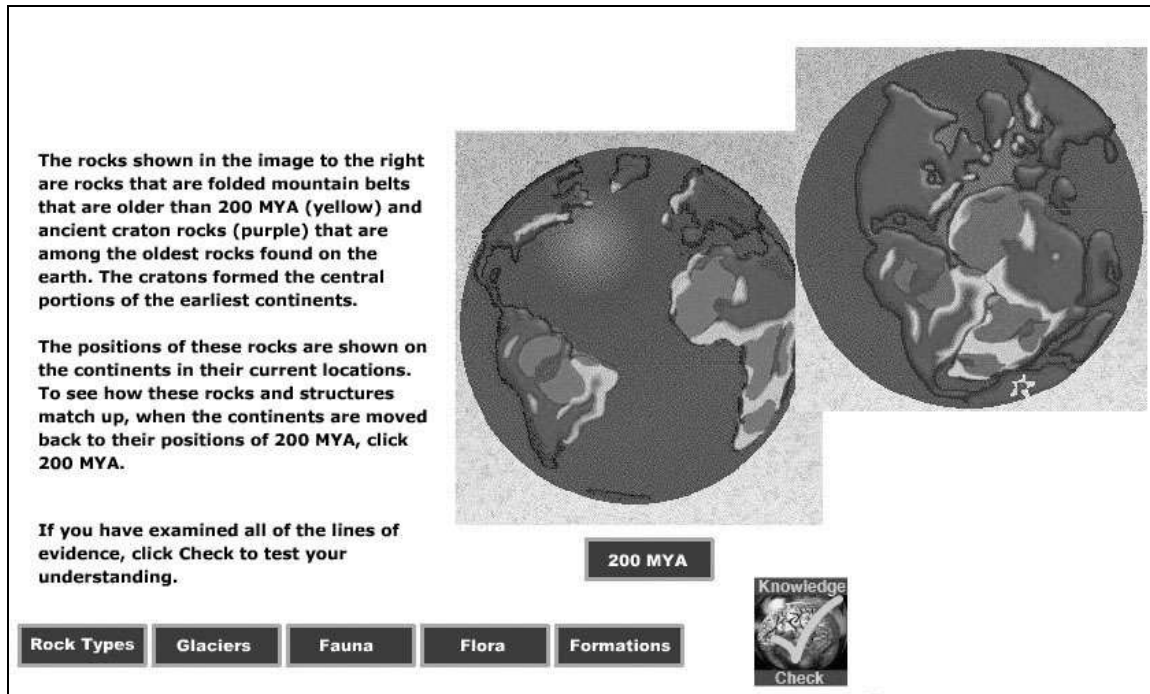 The rocks shown in the image to the right
are rocks that are folded mountain belts
that are older than 200 MYA (yellow) and
ancient craton rocks (purple) that are
among the oldest rocks found on the
earth. The cratons formed the central
portions of the earliest continents.
The positions of these rocks are shown on
the continents in their current locations.
To see how these rocks and structures
match up, when the continents are moved
back to their positions of 200 MYA, click
200 MYA.
If you have examined all of the lines of
evidence, click Check to test your
understanding.
200 MYA
Knowledge
Check
Rock Types
Glaciers
Fauna
Flora
Formations